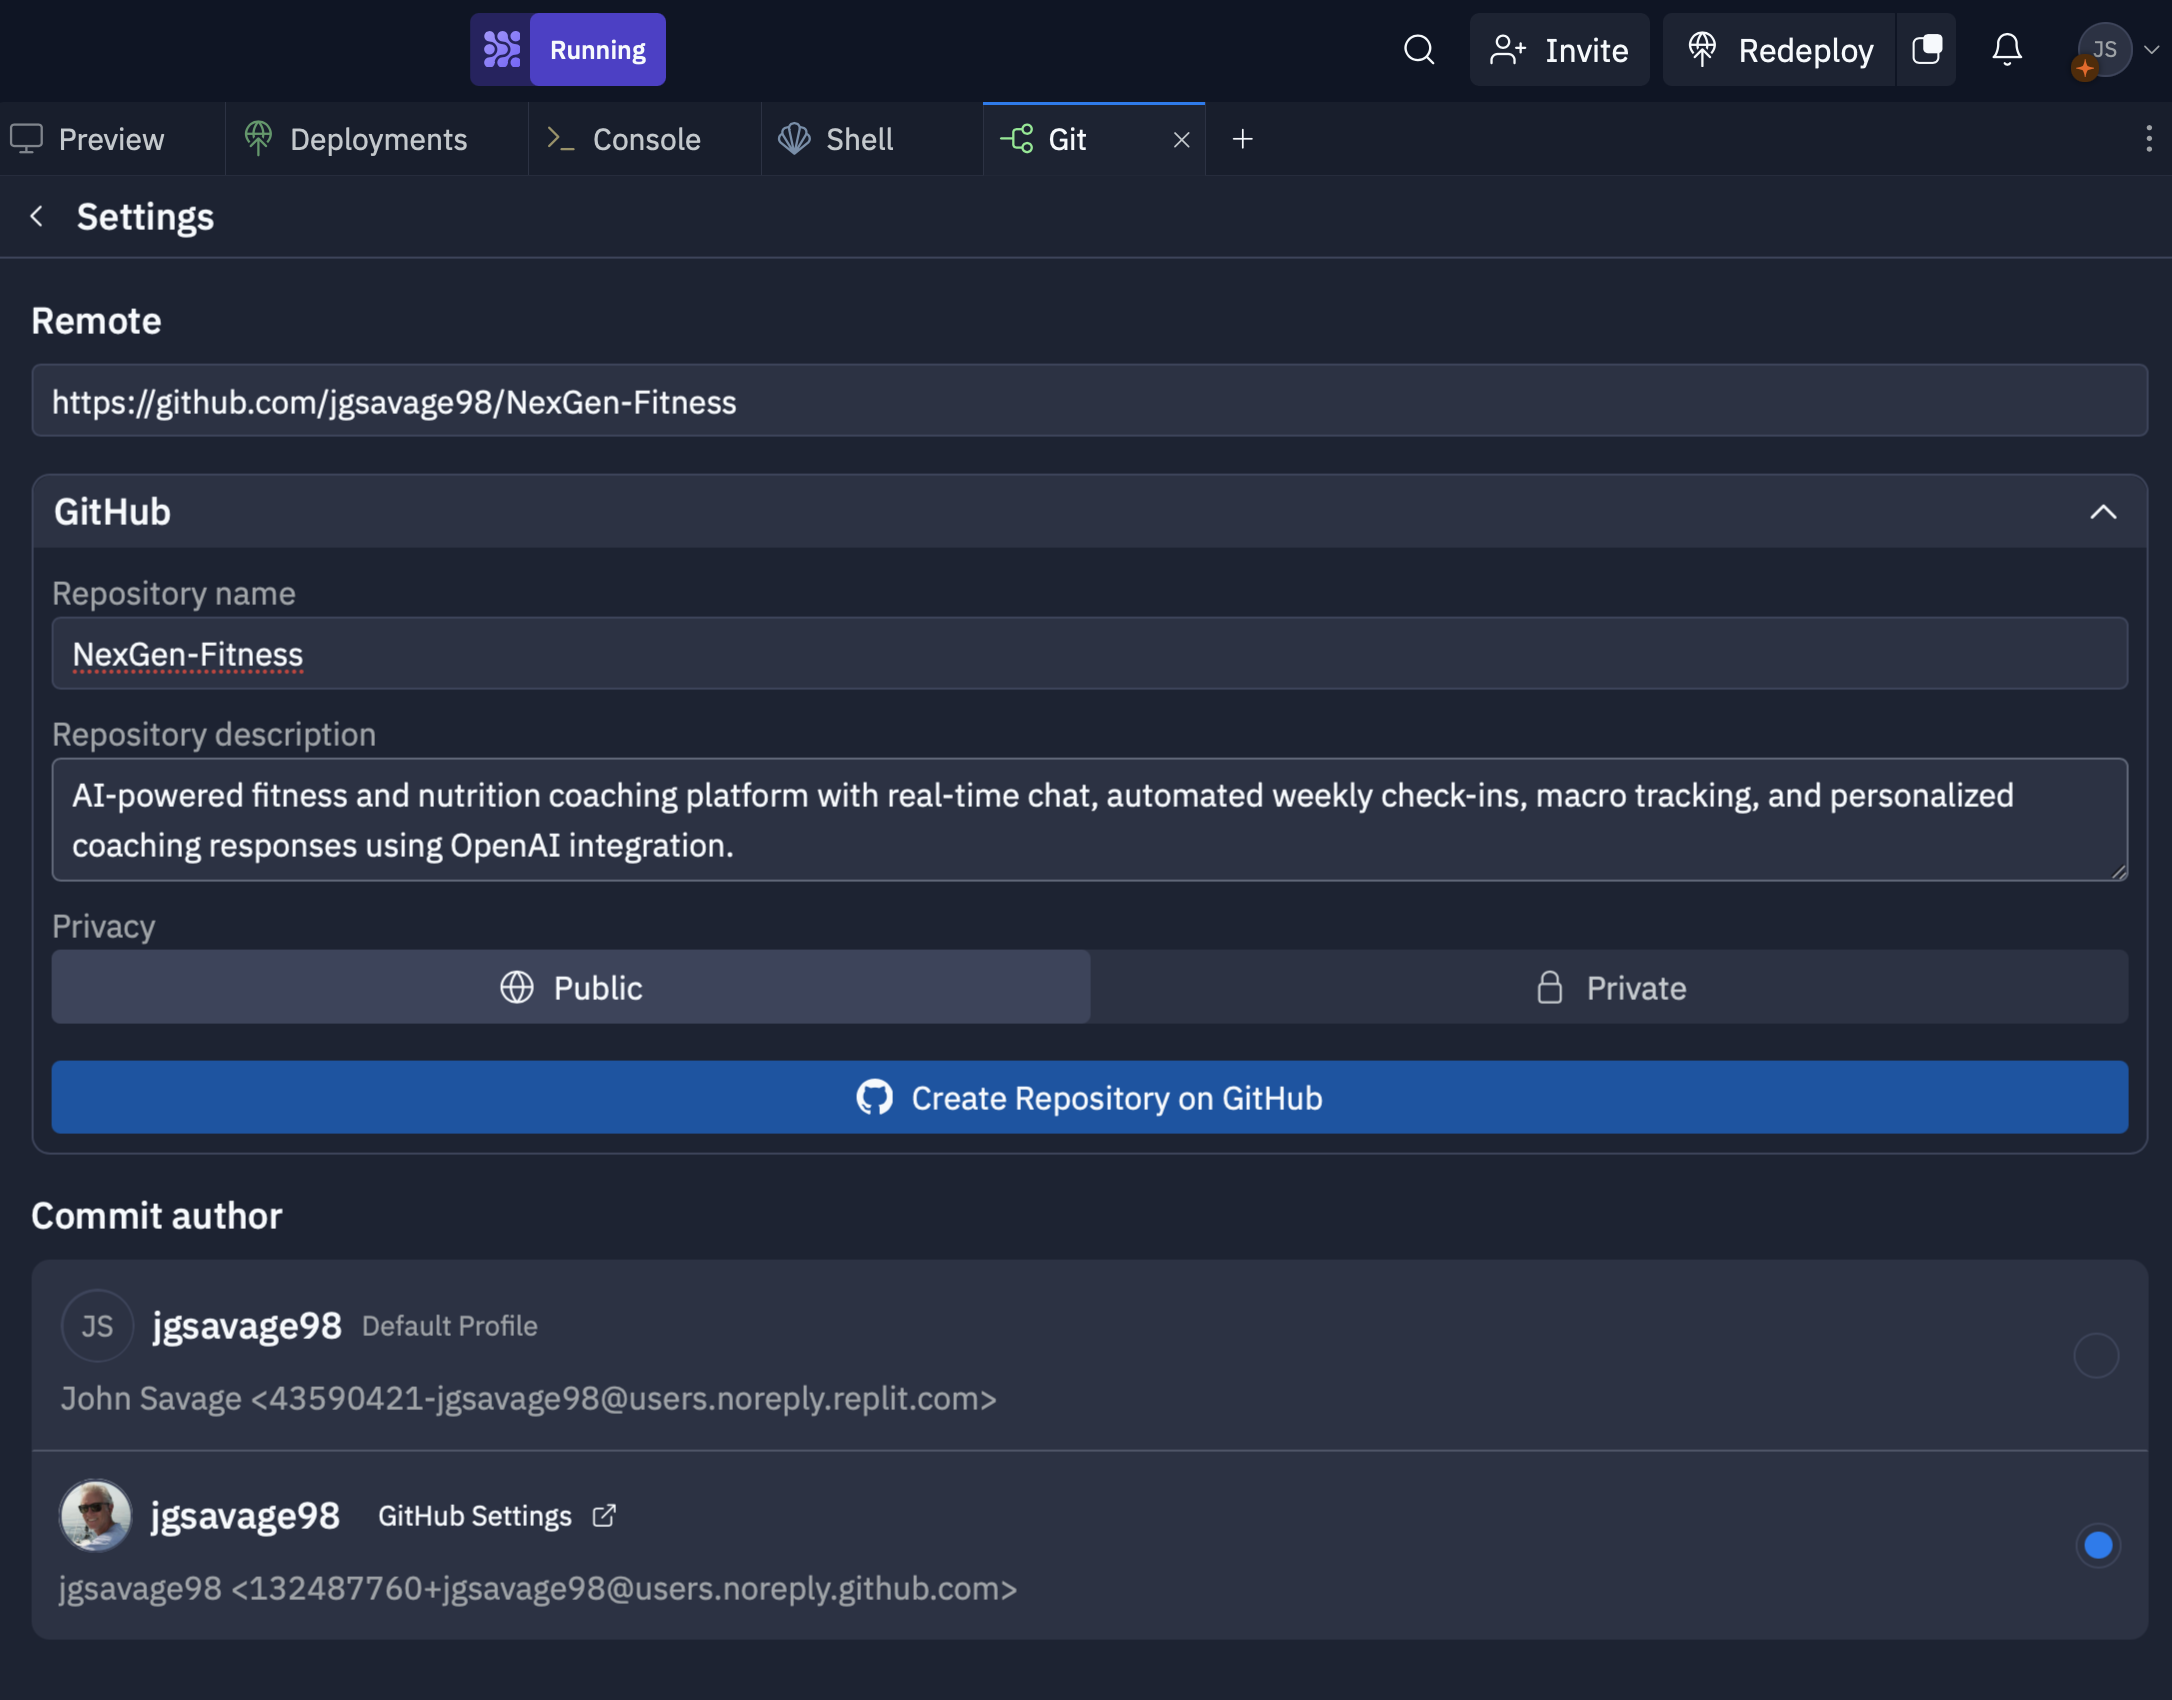 Running
Invite
Redeploy
JS
Preview
Deployments
Console
Shell
Git
Settings
Remote
https://github.com/jgsavage98/NexGen-Fitness
GitHub
Repository name
NexGen-Fitness
Repository description
AI-powered fitness and nutrition coaching platform with real-time chat, automated weekly check-ins, macro tracking, and personalized
coaching responses using OpenAI integration.
Privacy
Public
Private
Create Repository on GitHub
Commit author
JS jgsavage98 Default Profile
John Savage <43590421-jgsavage98@users.noreply.replit.com>
jgsavage98 GitHub Settings
jgsavage98 <132487760+jgsavage98@users.noreply.github.com>